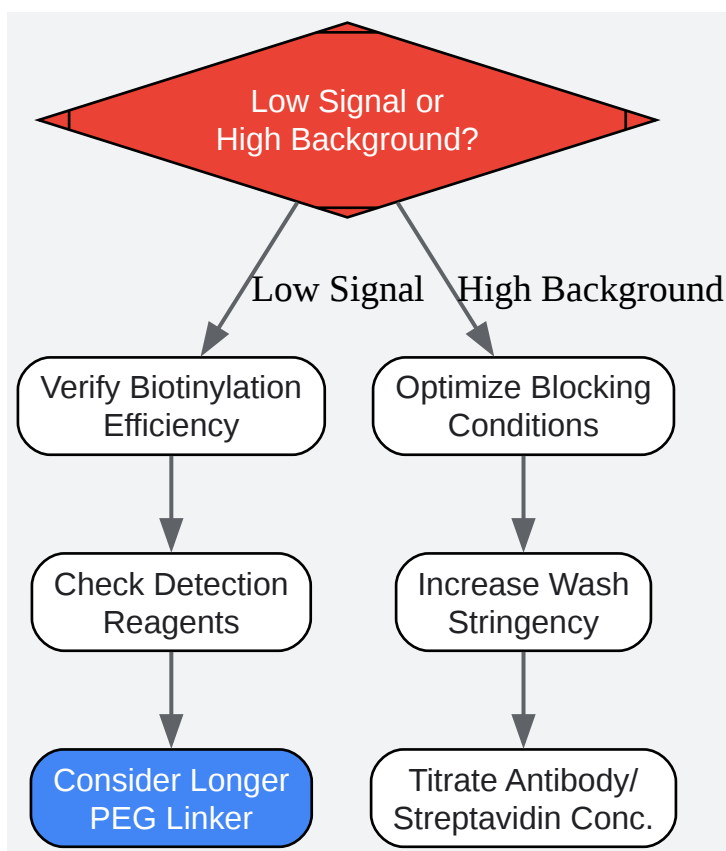 Low Signal or
High Background?
Low Signal
High Background
Verify Biotinylation
Efficiency
Optimize Blocking
Conditions
Check Detection
Reagents
Increase Wash
Stringency
Consider Longer
PEG Linker
Titrate Antibody/
Streptavidin Conc.